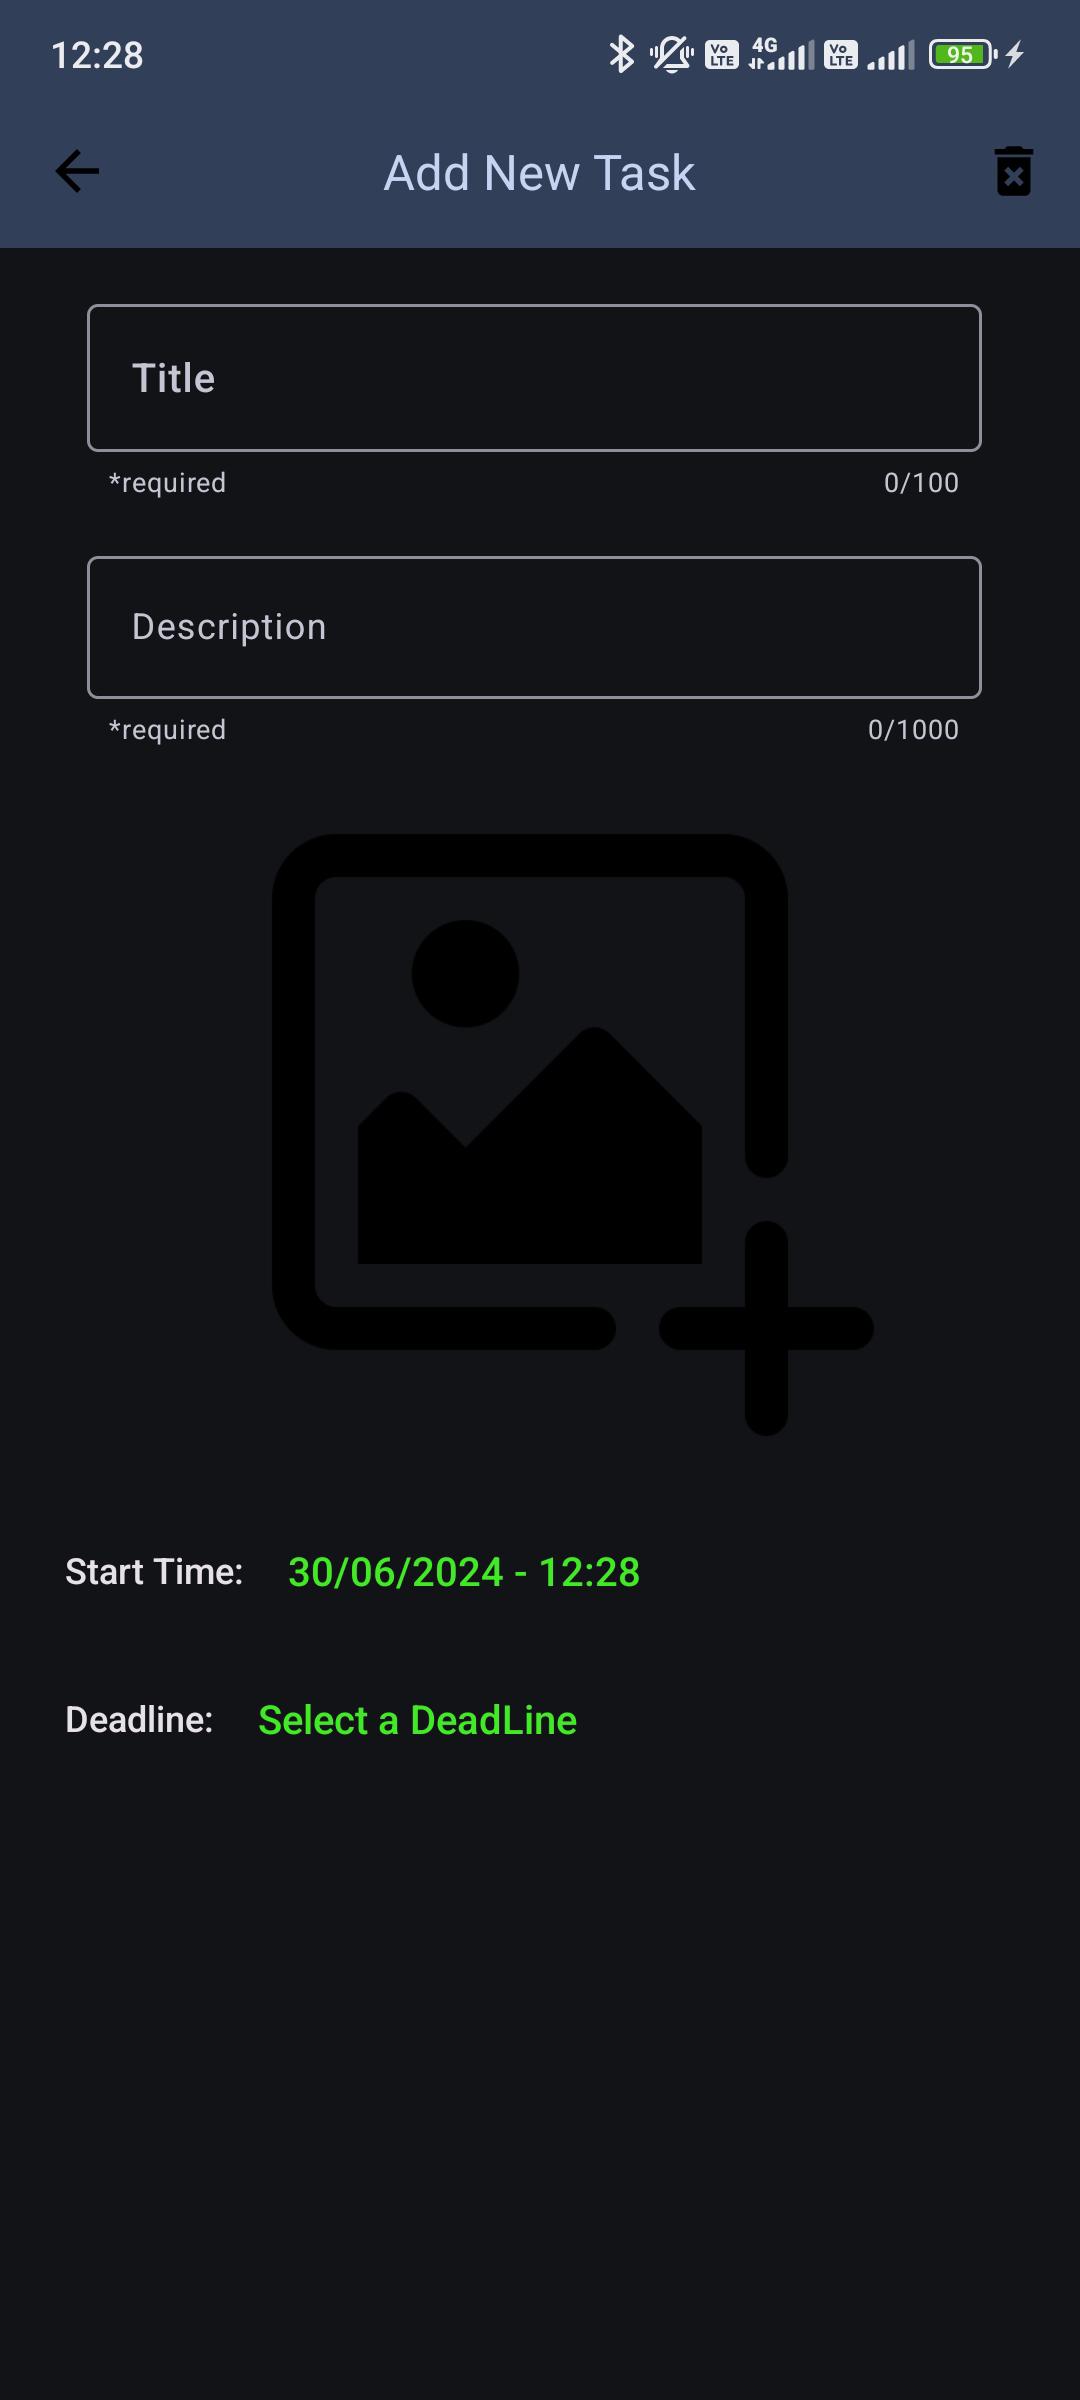 12:28
Vo LTE 4G Vo LTE 95
Add New Task
Title
*required 0/100
Description
*required 0/1000
Start Time: 30/06/2024 - 12:28
Deadline: Select a DeadLine